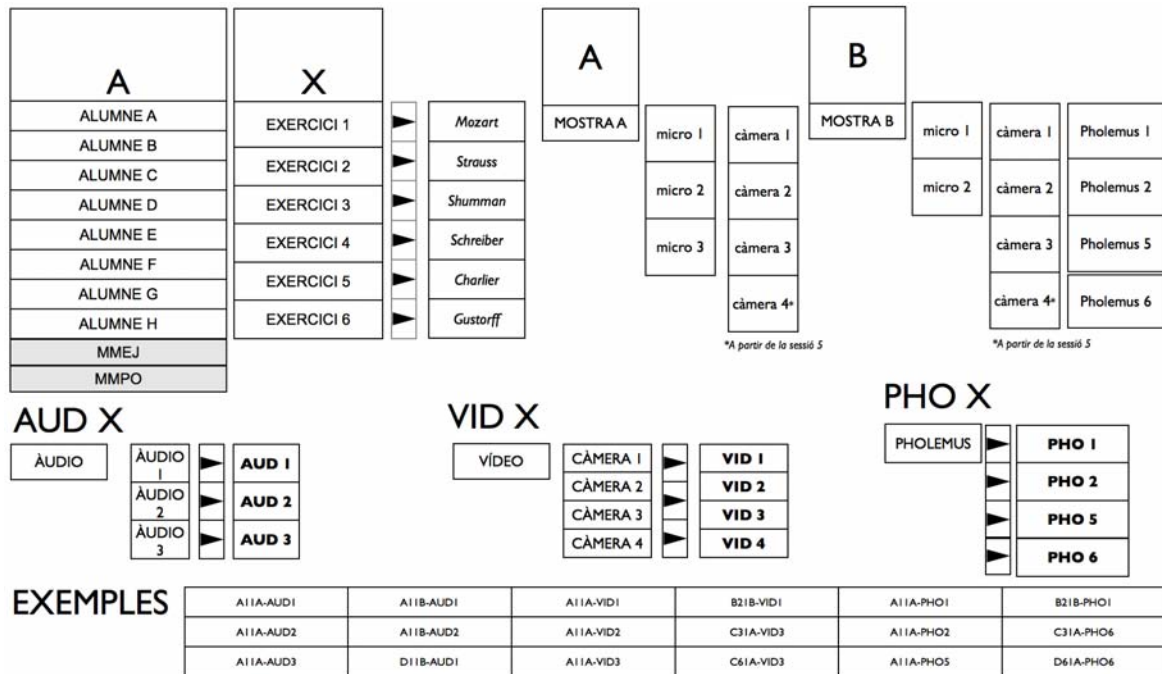 A
X
A
B
ALUMNE A
ALUMNE B
ALUMNE C
ALUMNE D
ALUMNE E
ALUMNE F
ALUMNE G
ALUMNE H
MMEJ
MMPO
EXERCICI 1
EXERCICI 2
EXERCICI 3
EXERCICI 4
EXERCICI 5
EXERCICI 6
Mozart
Strauss
Shumman
Schreiber
Charlier
Gustorff
MOSTRA A
micro 1
micro 2
micro 3
càmera 1
càmera 2
càmera 3
càmera 4*
*A partir de la sessió 5
MOSTRA B
micro 1
micro 2
càmera 1
càmera 2
càmera 3
càmera 4*
*A partir de la sessió 5
Pholemus 1
Pholemus 2
Pholemus 5
Pholemus 6
AUD X
ÀUDIO
ÀUDIO
1
ÀUDIO
2
ÀUDIO
3
AUD 1
AUD 2
AUD 3
VID X
VÍDEO
CÀMERA 1
CÀMERA 2
CÀMERA 3
CÀMERA 4
VID 1
VID 2
VID 3
VID 4
PHO X
PHOLEMUS
PHO 1
PHO 2
PHO 5
PHO 6
EXEMPLES
A11A-AUD1 A11B-AUD1 A11A-VID1 B21B-VID1 A11A-PHO1 B21B-PHO1
A11A-AUD2 A11B-AUD2 A11A-VID2 C31A-VID3 A11A-PHO2 C31A-PHO6
A11A-AUD3 D11B-AUD1 A11A-VID3 C61A-VID3 A11A-PHO5 D61A-PHO6